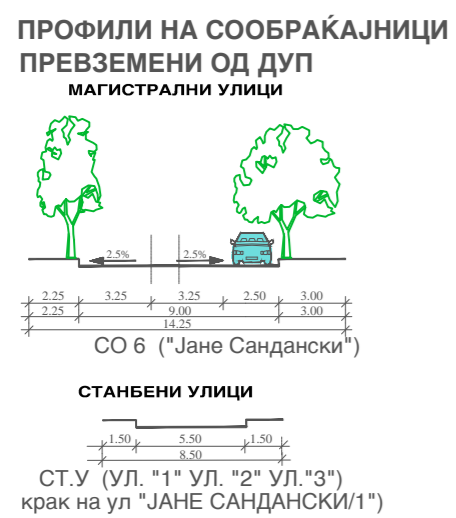 ПРОФИЛИ НА СООБРАЌАЈНИЦИ
ПРЕВЗЕМЕНИ ОД ДУП
МАГИСТРАЛНИ УЛИЦИ
2.5% 2.5%
2.25 3.25 3.25 2.50 3.00
2.25 9.00 3.00
14.25
СО 6 ("Јане Сандански")
СТАНБЕНИ УЛИЦИ
1.50 5.50 1.50
8.50
СТ.У (УЛ. "1" УЛ. "2" УЛ."3")
крак на ул "ЈАНЕ САНДАНСКИ/1")